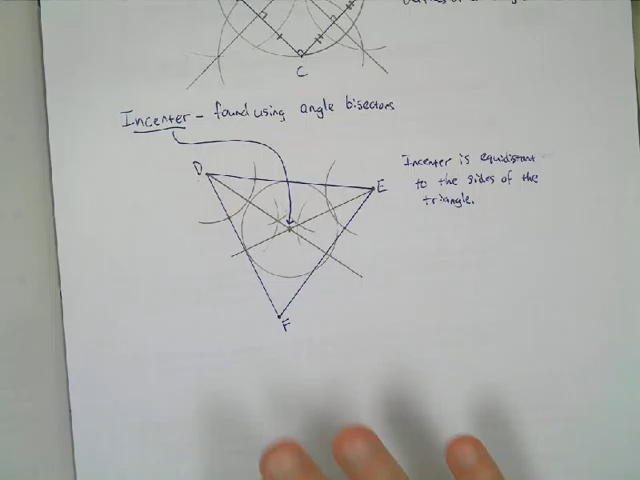 C
Incenter – found using angle bisectors
D
E
Incenter is equidistant
to the sides of the
triangle.
F